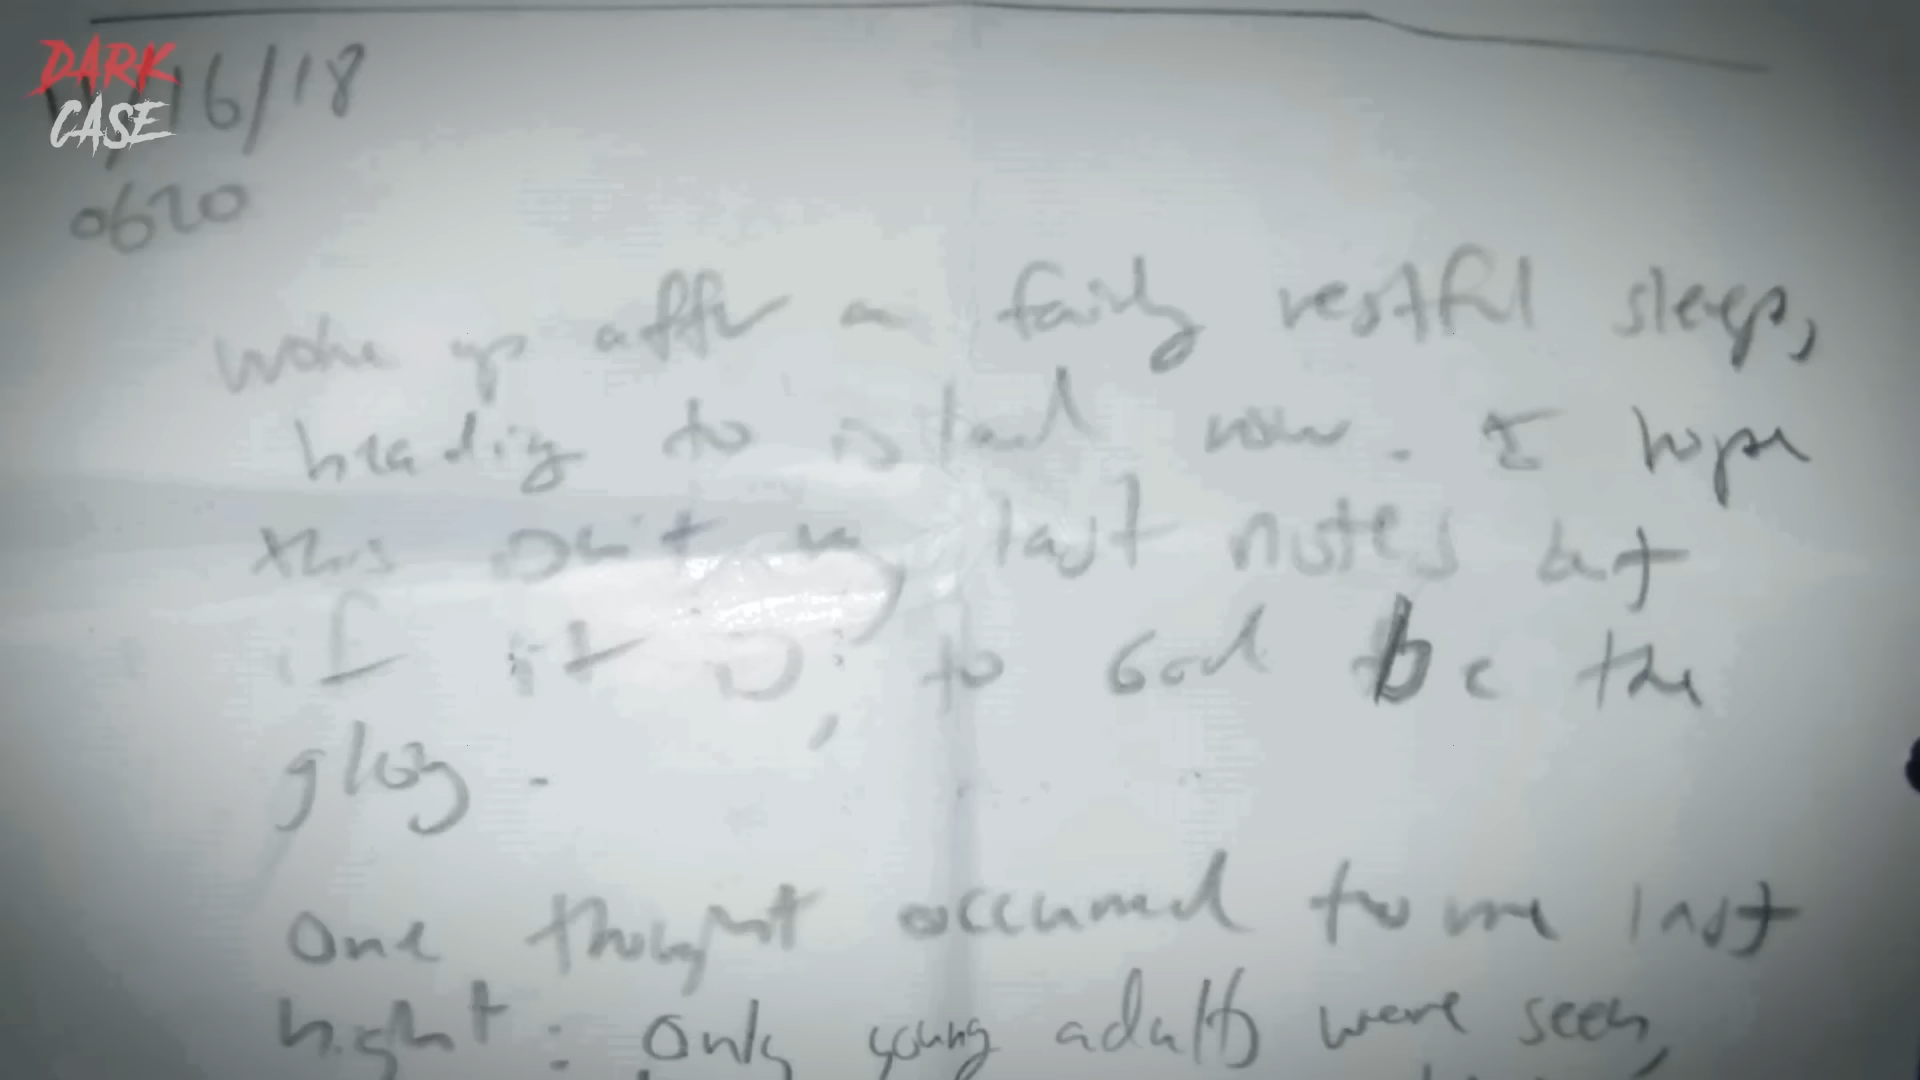 DARK
CASE
11/16/18
0620
woke up after a fairly restful sleep,
heading to island now. I hope
this isn't my last notes but
if it is, to God be the
glory.
One thought occurred to me last
night: Only young adults were seen,